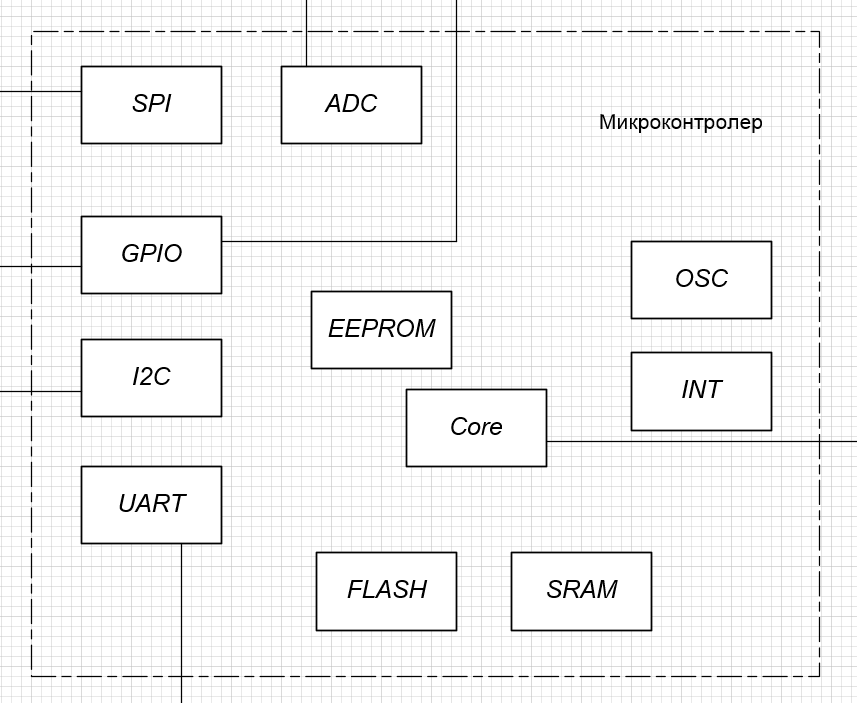 SPI
ADC
Микроконтролер
GPIO
OSC
EEPROM
I2C
INT
Core
UART
FLASH
SRAM